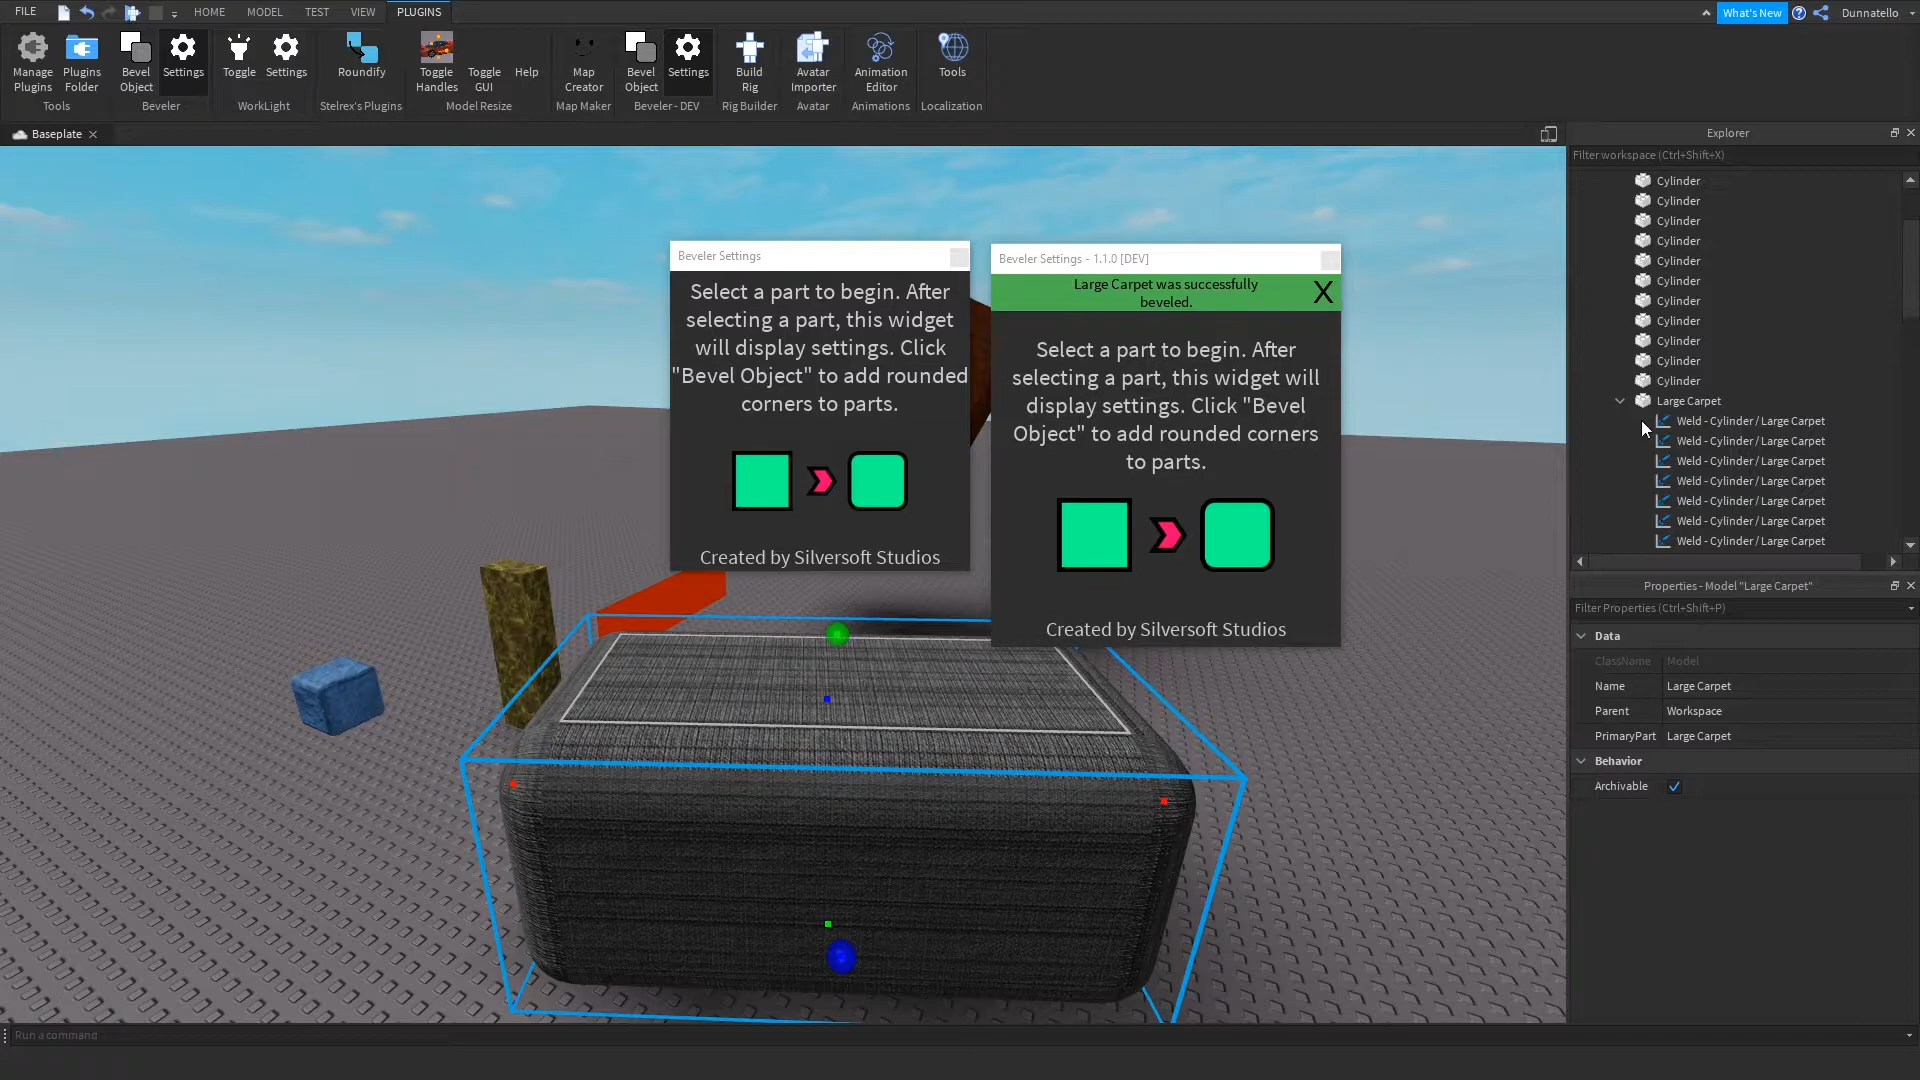 FILE
HOME
MODEL
TEST
VIEW
PLUGINS
What's New
Dunnatello
Manage
Plugins
Plugins
Folder
Tools
Bevel
Object
Settings
Beveler
Toggle
Settings
WorkLight
Roundify
Stelrex's Plugins
Toggle
Handles
Toggle
GUI
Help
Model Resize
Map
Creator
Map Maker
Bevel
Object
Settings
Beveler - DEV
Build
Rig
Rig Builder
Avatar
Importer
Avatar
Animation
Editor
Animations
Tools
Localization
Baseplate
Beveler Settings
Select a part to begin. After
selecting a part, this widget
will display settings. Click
"Bevel Object" to add rounded
corners to parts.
Created by Silversoft Studios
Beveler Settings - 1.1.0 [DEV]
Large Carpet was successfully
beveled.
X
Select a part to begin. After
selecting a part, this widget will
display settings. Click "Bevel
Object" to add rounded corners
to parts.
Created by Silversoft Studios
Explorer
Filter workspace (Ctrl+Shift+X)
Cylinder
Cylinder
Cylinder
Cylinder
Cylinder
Cylinder
Cylinder
Cylinder
Cylinder
Cylinder
Cylinder
Large Carpet
Weld - Cylinder / Large Carpet
Weld - Cylinder / Large Carpet
Weld - Cylinder / Large Carpet
Weld - Cylinder / Large Carpet
Weld - Cylinder / Large Carpet
Weld - Cylinder / Large Carpet
Weld - Cylinder / Large Carpet
Properties - Model "Large Carpet"
Filter Properties (Ctrl+Shift+P)
Data
ClassName Model
Name Large Carpet
Parent Workspace
PrimaryPart Large Carpet
Behavior
Archivable
Run a command